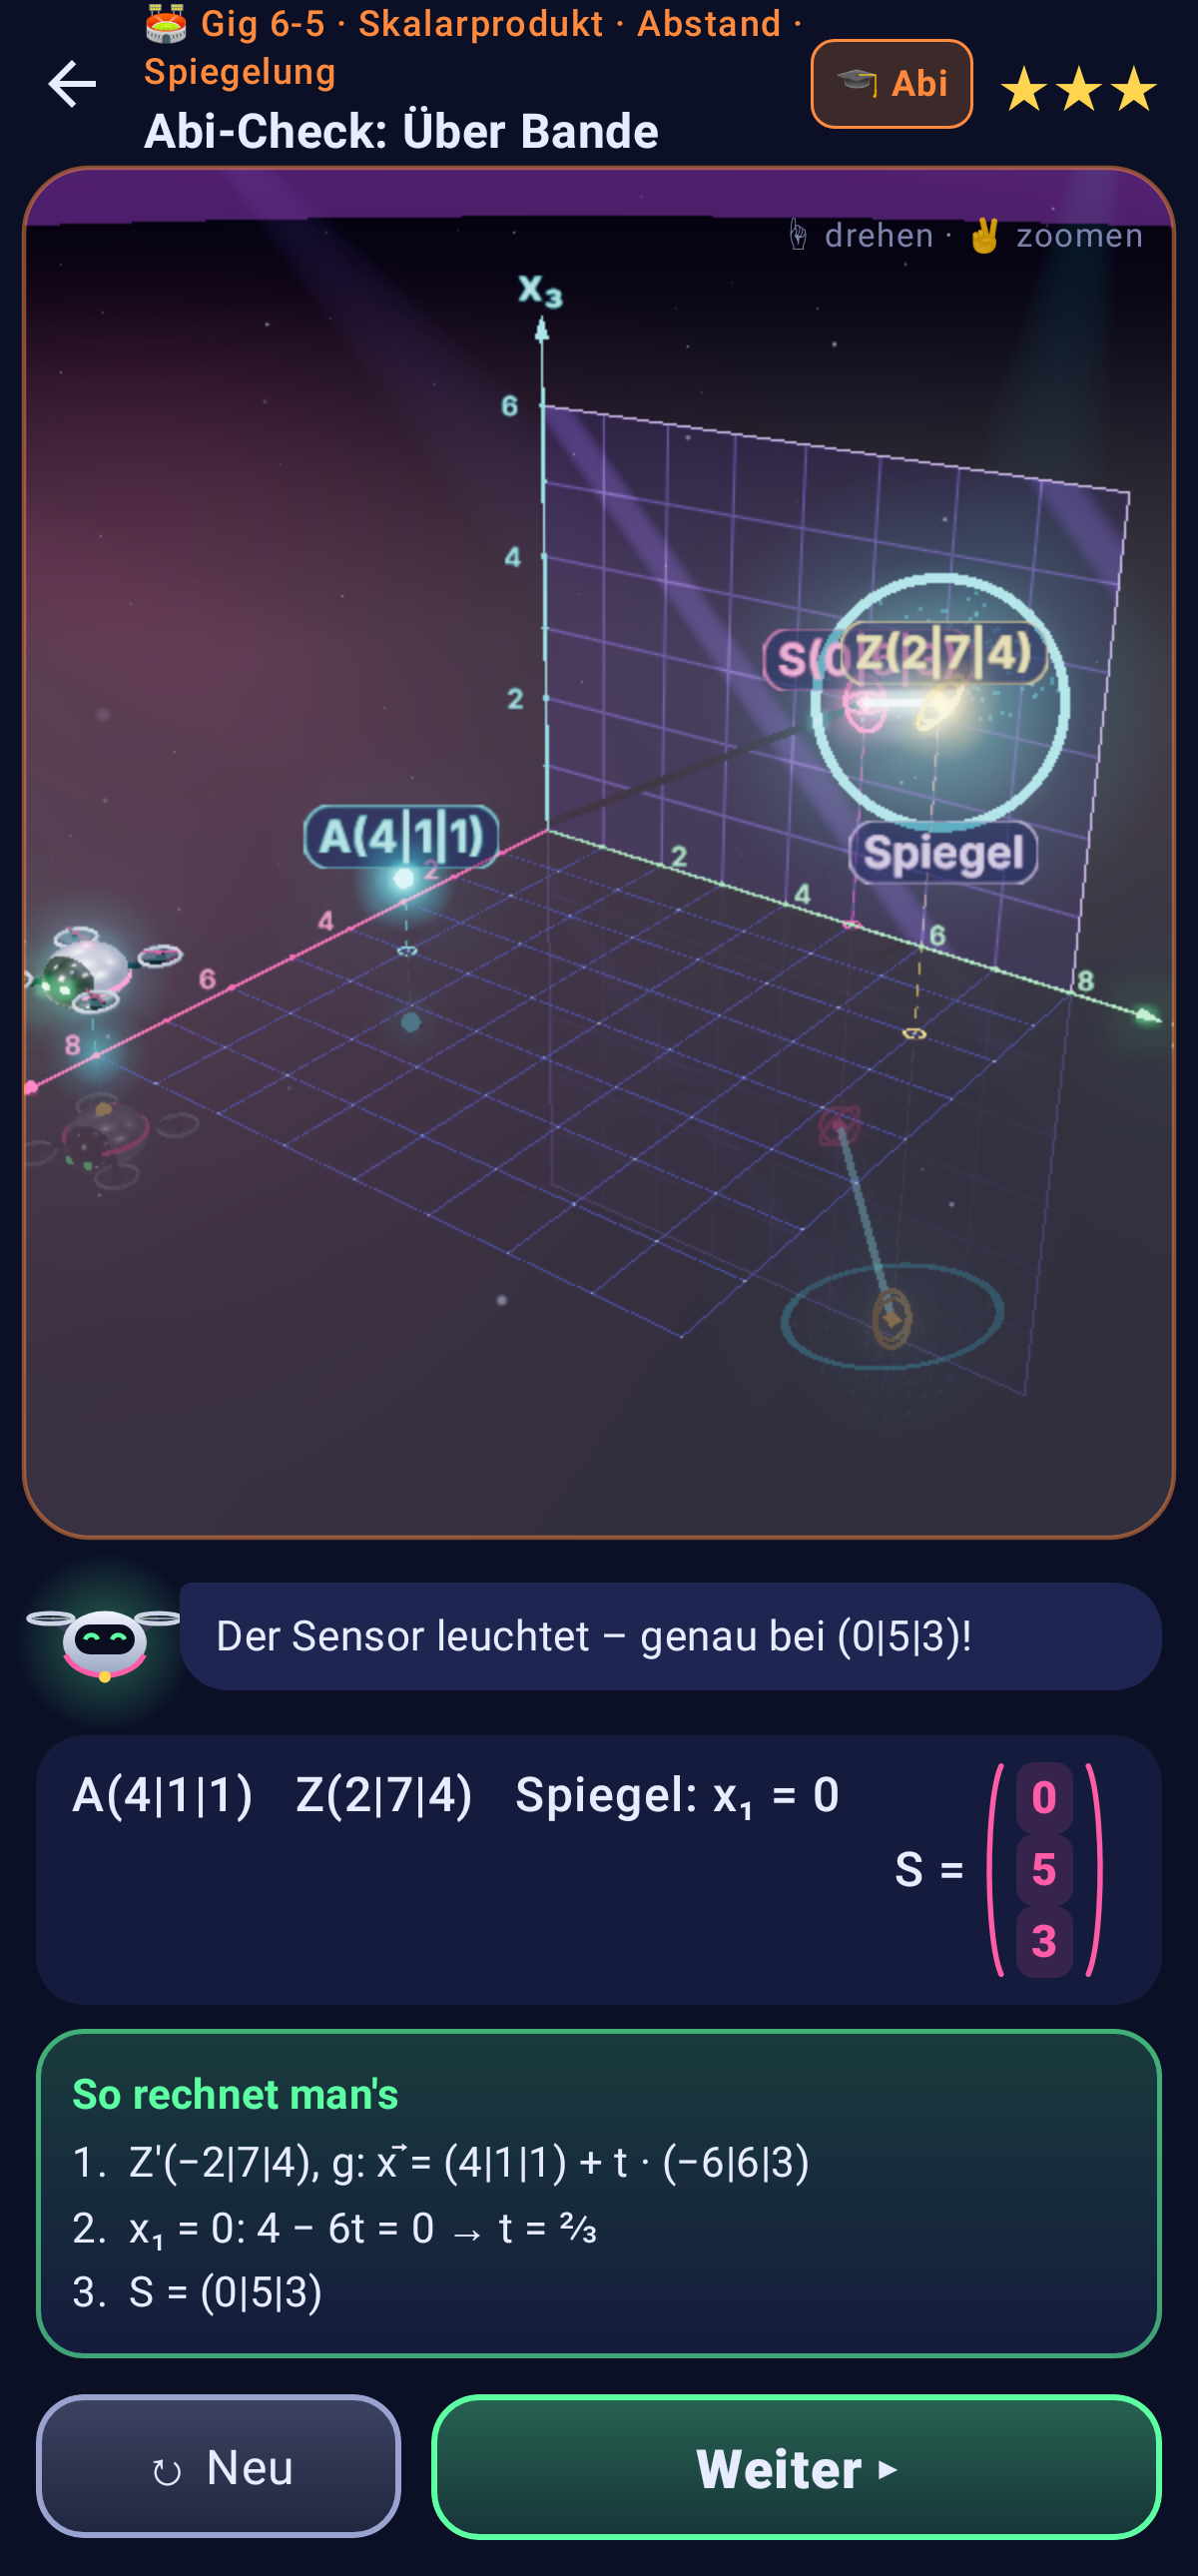 Gig 6-5 · Skalarprodukt · Abstand ·
Spiegelung
Abi-Check: Über Bande
Abi
drehen · zoomen
x₃
6
4
2
S(0
Z(2|7|4)
A(4|1|1)
Spiegel
2
4
6
8
2
4
6
8
Der Sensor leuchtet – genau bei (0|5|3)!
A(4|1|1) Z(2|7|4) Spiegel: x₁ = 0
S = (0 5 3)
So rechnet man's
1. Z'(−2|7|4), g: x⃗ = (4|1|1) + t · (−6|6|3)
2. x₁ = 0: 4 − 6t = 0 → t = ⅔
3. S = (0|5|3)
↻ Neu
Weiter ▸